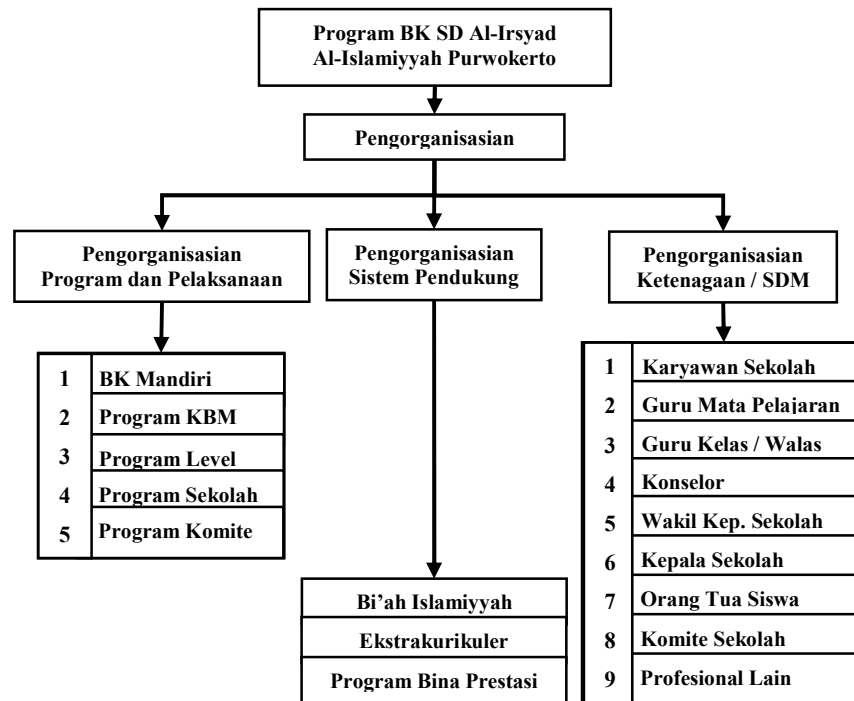 Program BK SD Al-Irsyad
Al-Islamiyyah Purwokerto
Pengorganisasian
Pengorganisasian
Program dan Pelaksanaan
Pengorganisasian
Sistem Pendukung
Pengorganisasian
Ketenagaan / SDM
1 BK Mandiri
2 Program KBM
3 Program Level
4 Program Sekolah
5 Program Komite
Bi’ah Islamiyyah
Ekstrakurikuler
Program Bina Prestasi
1 Karyawan Sekolah
2 Guru Mata Pelajaran
3 Guru Kelas / Walas
4 Konselor
5 Wakil Kep. Sekolah
6 Kepala Sekolah
7 Orang Tua Siswa
8 Komite Sekolah
9 Profesional Lain